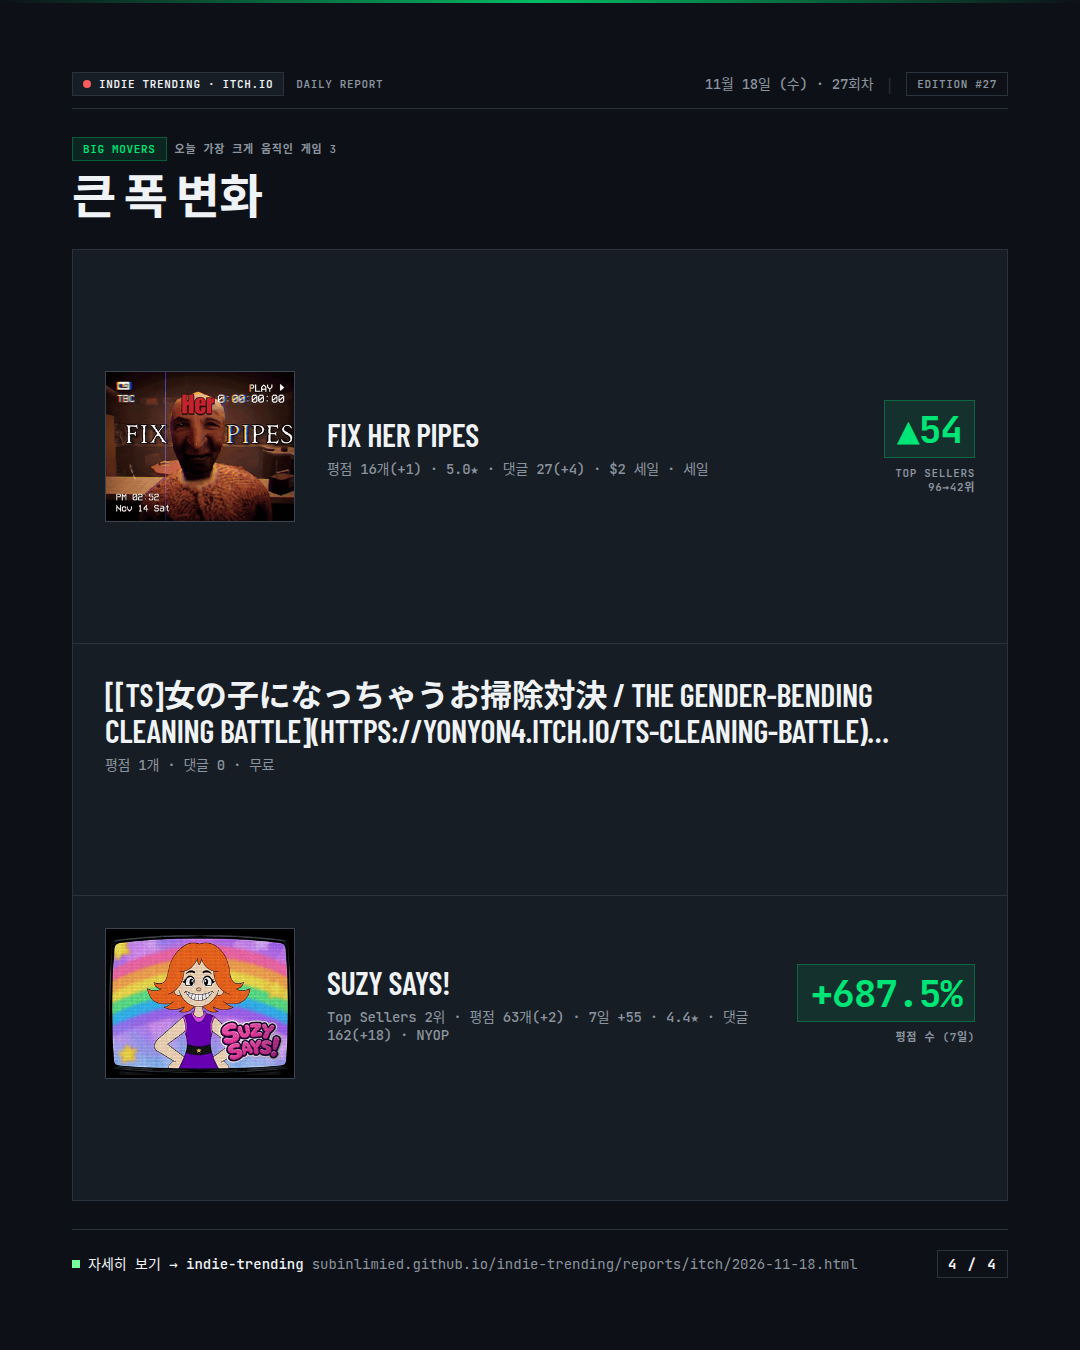 INDIE TRENDING · ITCH.IO
DAILY REPORT
11월 18일 (수) · 27회차
EDITION #27
BIG MOVERS
오늘 가장 크게 움직인 게임 3
큰 폭 변화
TBC
PLAY
0:00:00:00
Her
FIX PIPES
PM 02:52
Nov 14 Sat
FIX HER PIPES
평점 16개(+1) · 5.0★ · 댓글 27(+4) · $2 세일 · 세일
▲54
TOP SELLERS
96→42위
[[TS]女の子になっちゃうお掃除対決 / THE GENDER-BENDING
CLEANING BATTLE](HTTPS://YONYON4.ITCH.IO/TS-CLEANING-BATTLE)…
평점 1개 · 댓글 0 · 무료
SUZY
SAYS!
SUZY SAYS!
Top Sellers 2위 · 평점 63개(+2) · 7일 +55 · 4.4★ · 댓글
162(+18) · NYOP
+687.5%
평점 수 (7일)
자세히 보기 → indie-trending subinlimied.github.io/indie-trending/reports/itch/2026-11-18.html
4 / 4